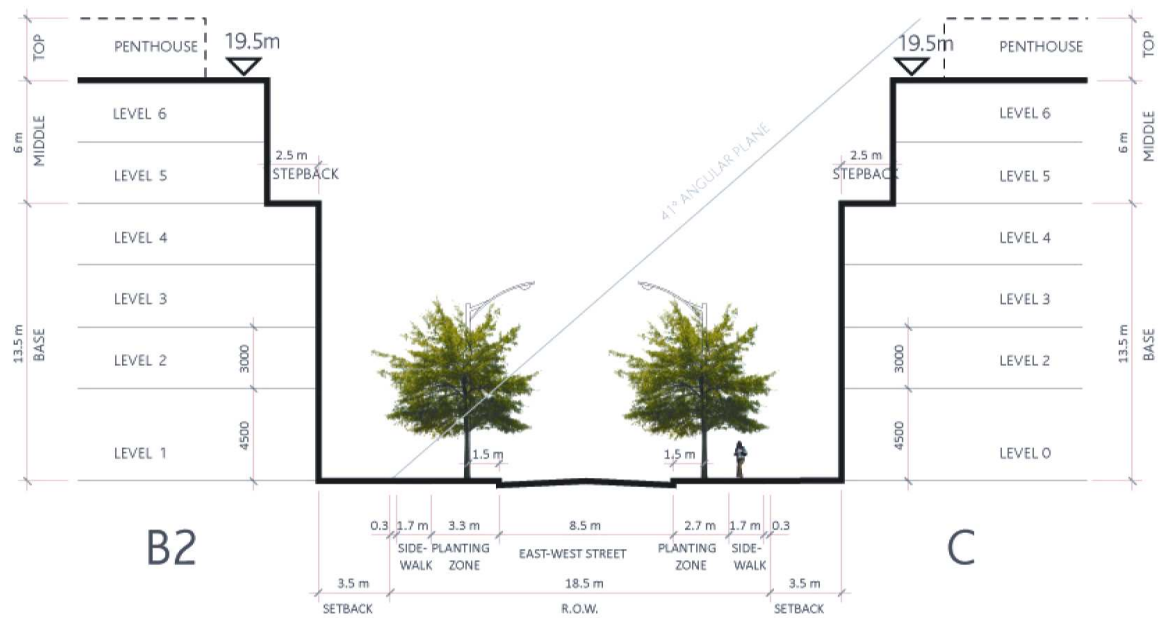 TOP
PENTHOUSE
19.5m
19.5m
PENTHOUSE
TOP
6 m
MIDDLE
LEVEL 6
LEVEL 6
6 m
MIDDLE
41° ANGULAR PLANE
2.5 m
STEPBACK
2.5 m
STEPBACK
LEVEL 5
LEVEL 5
LEVEL 4
LEVEL 4
LEVEL 3
LEVEL 3
13.5 m
BASE
LEVEL 2
3000
3000
LEVEL 2
13.5 m
BASE
LEVEL 1
4500
1.5 m
1.5 m
4500
LEVEL 0
B2
0.3
1.7 m
3.3 m
8.5 m
2.7 m
1.7 m
0.3
SIDE-
WALK
PLANTING
ZONE
EAST-WEST STREET
PLANTING
ZONE
SIDE-
WALK
C
3.5 m
18.5 m
3.5 m
SETBACK
R.O.W.
SETBACK